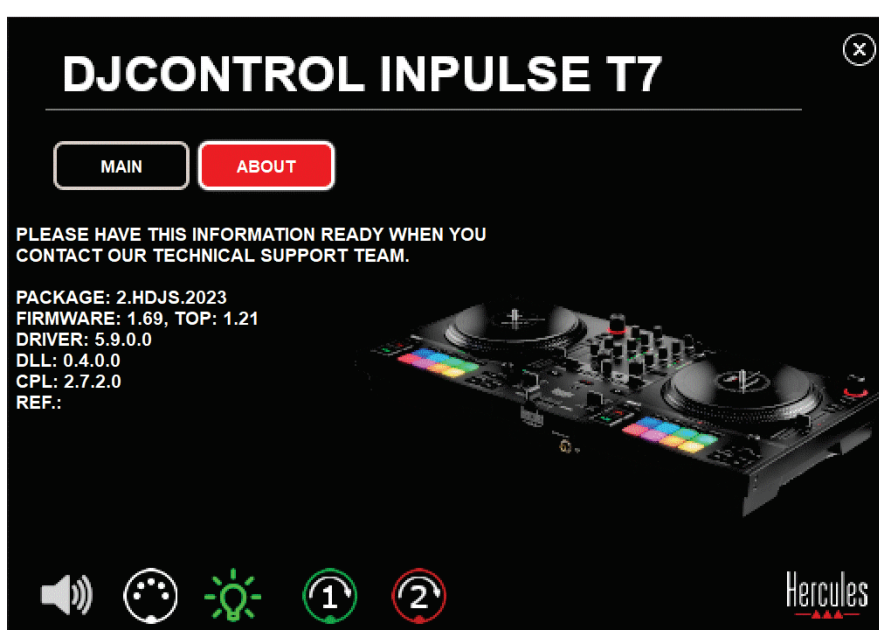 DJCONTROL INPULSE T7
MAIN
ABOUT
PLEASE HAVE THIS INFORMATION READY WHEN YOU
CONTACT OUR TECHNICAL SUPPORT TEAM.
PACKAGE: 2.HDJS.2023
FIRMWARE: 1.69, TOP: 1.21
DRIVER: 5.9.0.0
DLL: 0.4.0.0
CPL: 2.7.2.0
REF.:
1
2
Hercules